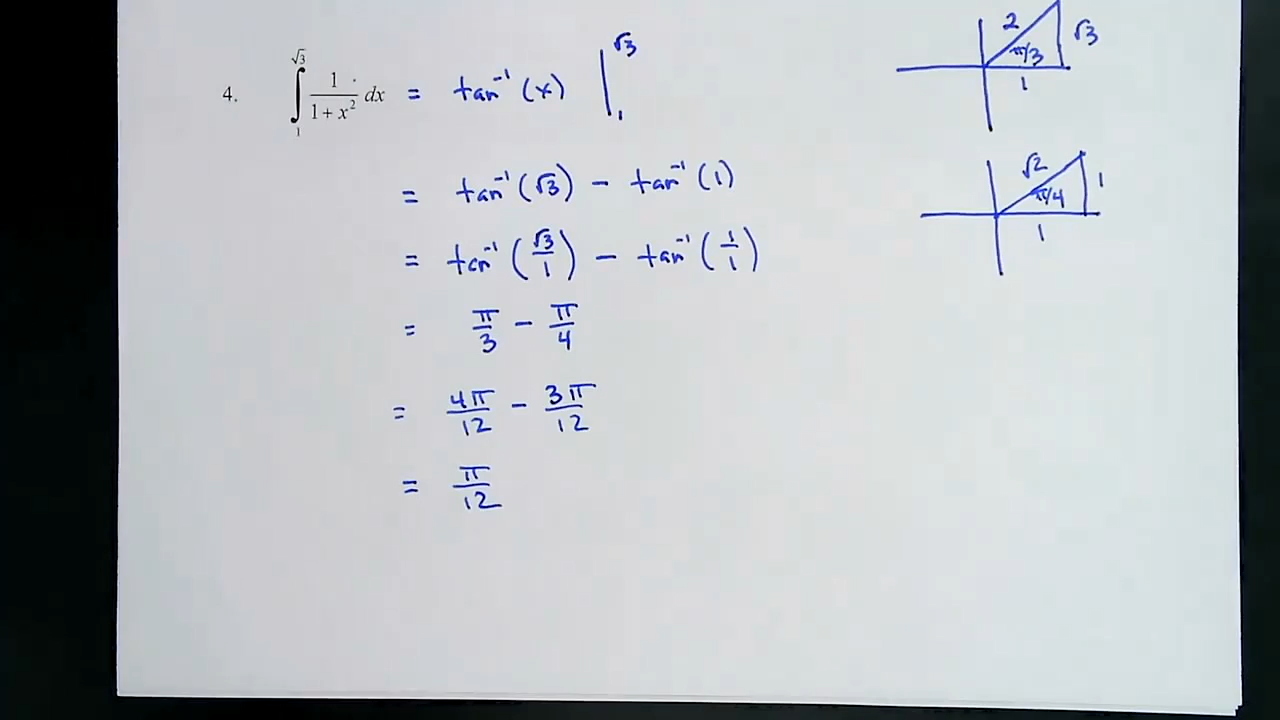 4. ∫₁^√3 1/(1+x²) dx = tan⁻¹(x) |₁^√3
= tan⁻¹(√3) − tan⁻¹(1)
= tan⁻¹(√3/1) − tan⁻¹(1/1)
= π/3 − π/4
= 4π/12 − 3π/12
= π/12
2 √3
π/3
1
√2 1
π/4
1